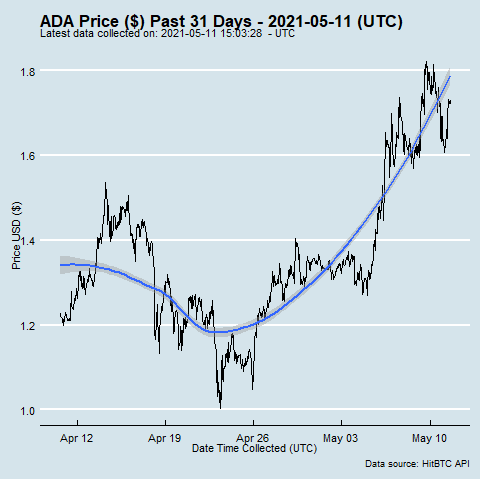 ADA Price ($) Past 31 Days - 2021-05-11 (UTC)
Latest data collected on: 2021-05-11 15:03:28 - UTC
1.8
1.6
1.4
1.2
1.0
Price USD ($)
Apr 12 Apr 19 Apr 26 May 03 May 10
Date Time Collected (UTC)
Data source: HitBTC API